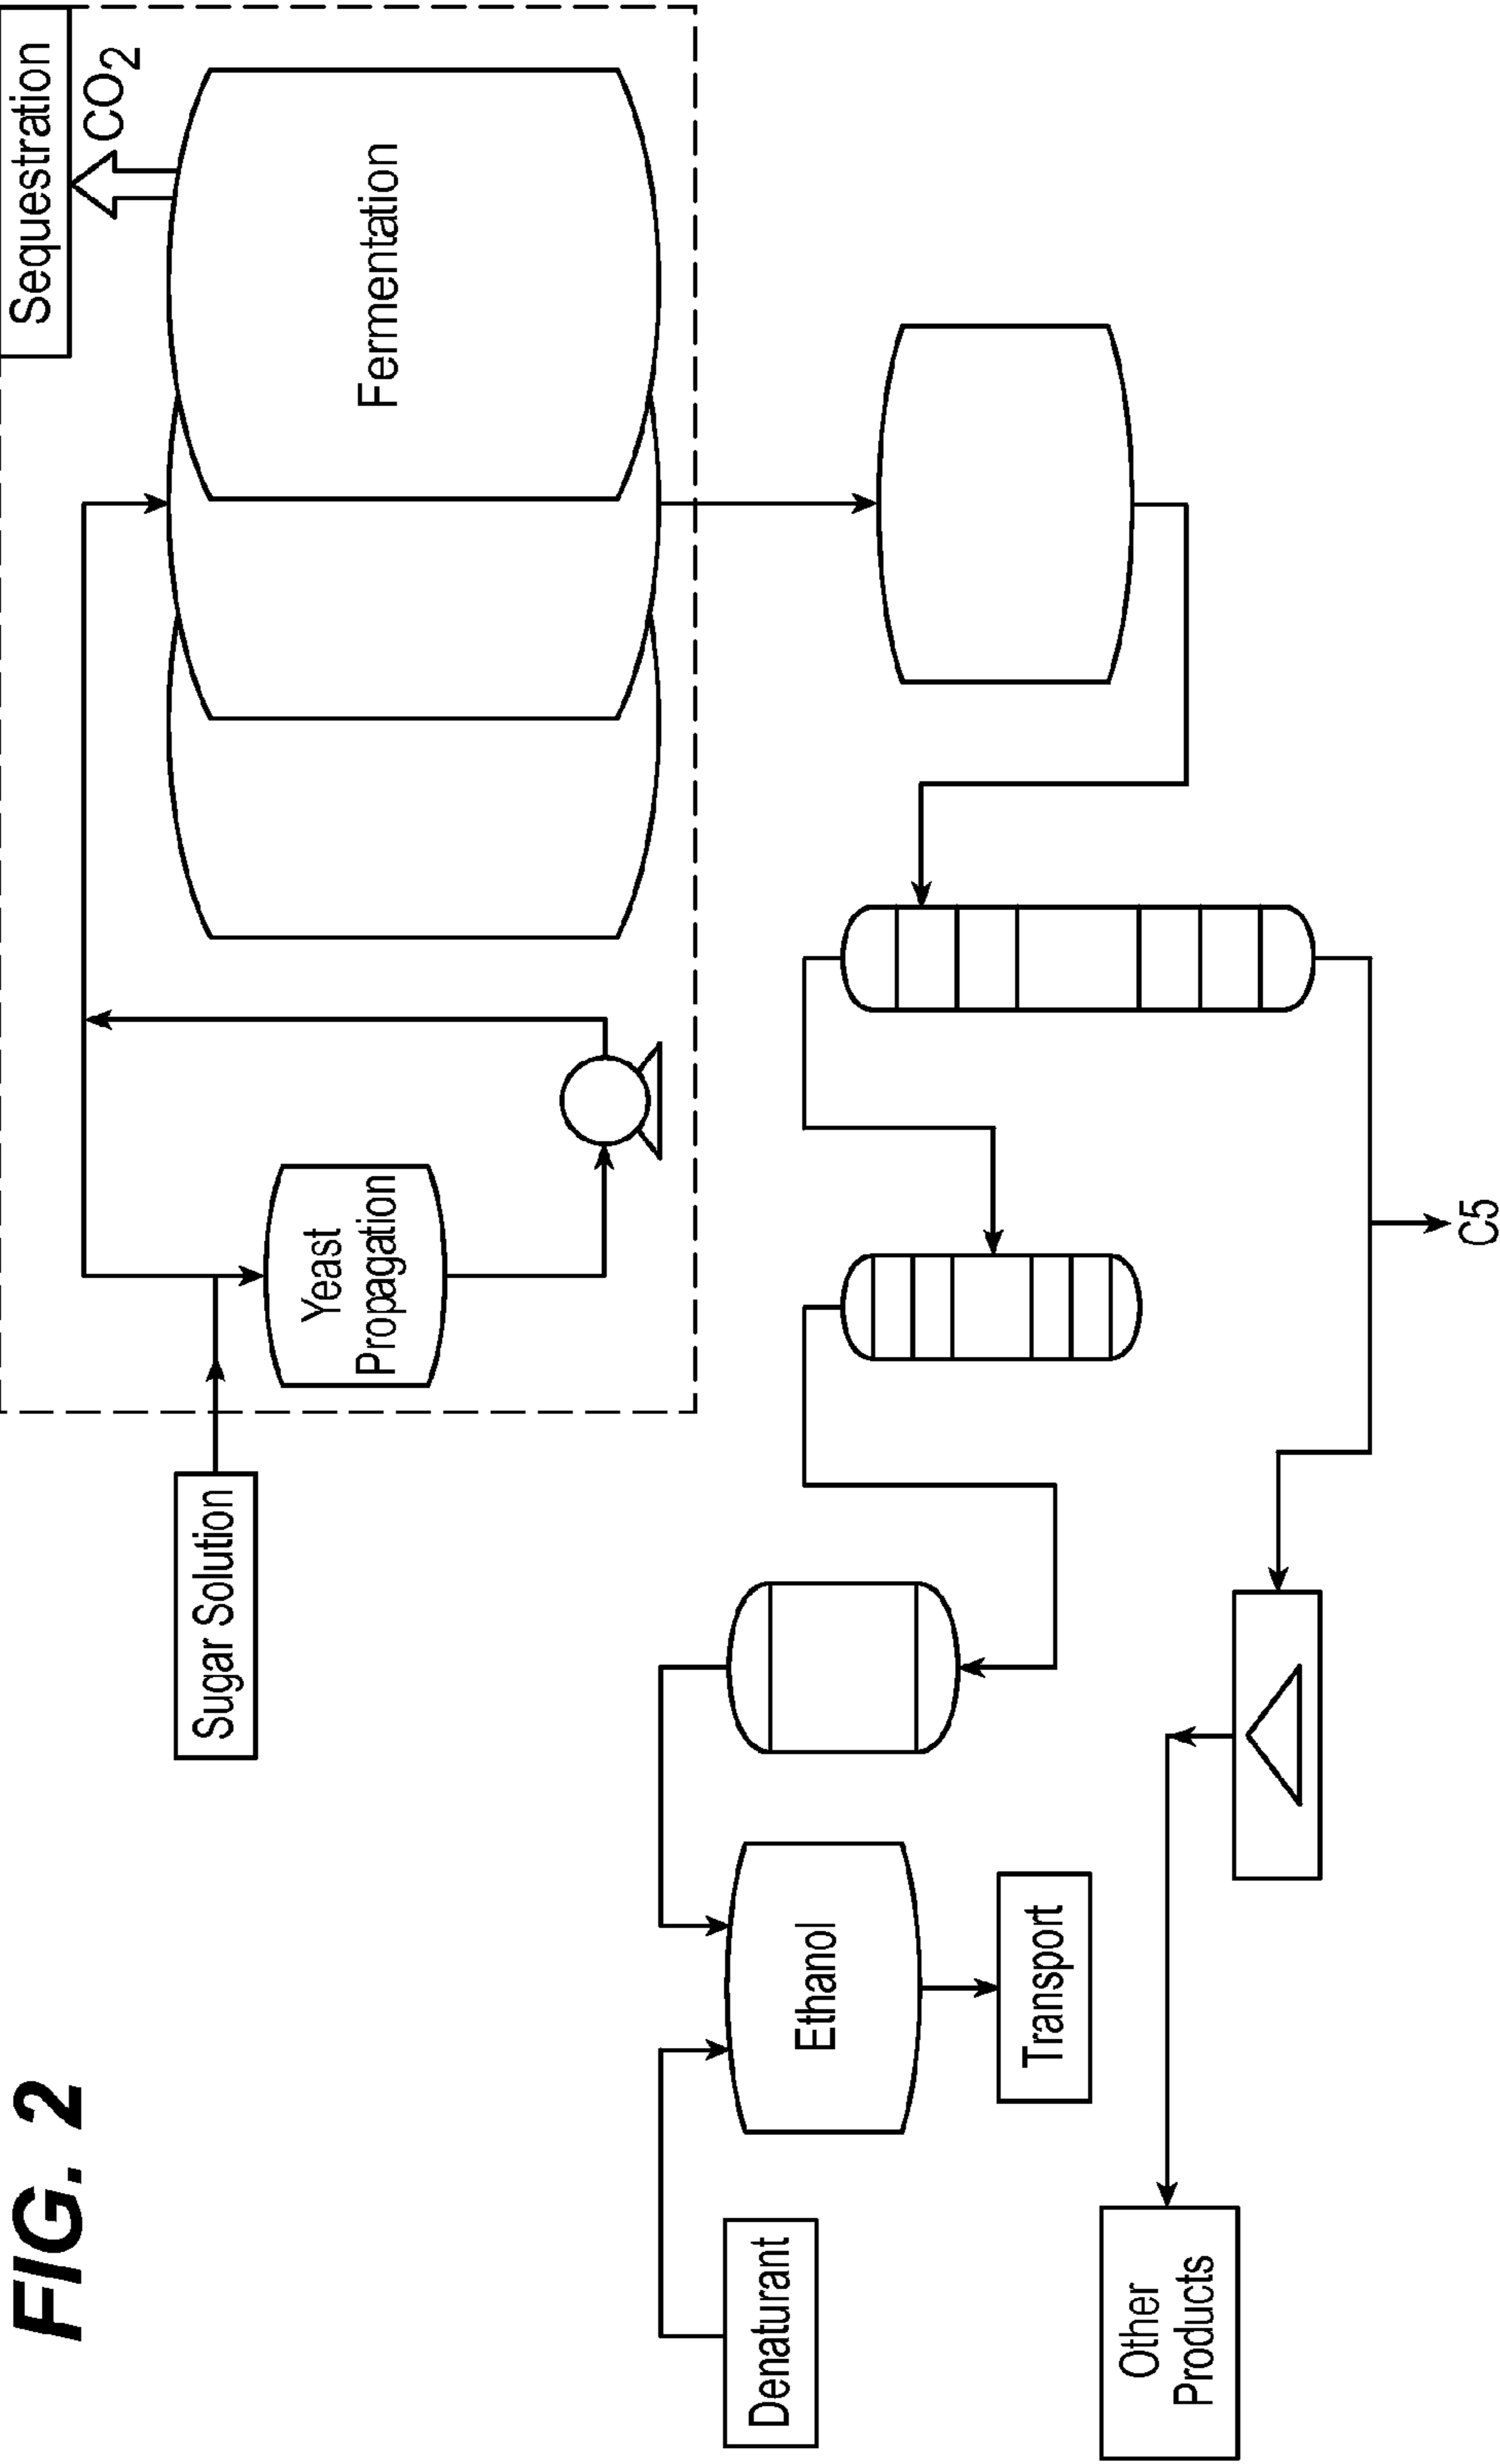 FIG. 2
Sugar Solution
Yeast
Propagation
Fermentation
Sequestration
CO2
Denaturant
Ethanol
Transport
Other
Products
C5